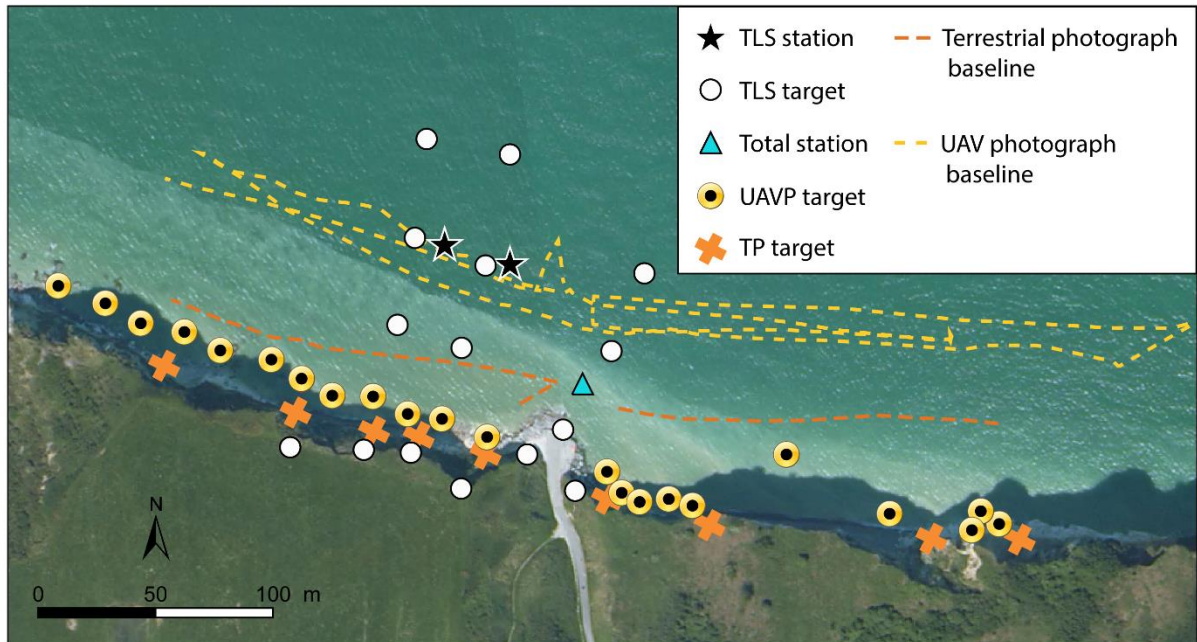 TLS station
TLS target
Total station
UAVP target
TP target
Terrestrial photograph
baseline
UAV photograph
baseline
N
0 50 100 m